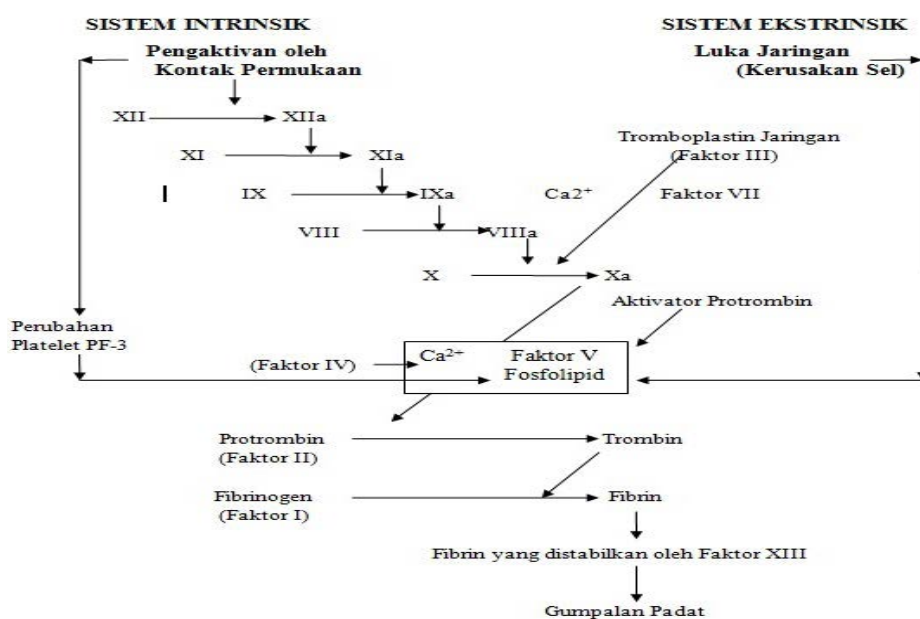 SISTEM INTRINSIK
SISTEM EKSTRINSIK
Pengaktivan oleh
Kontak Permukaan
Luka Jaringan
(Kerusakan Sel)
XII
XIIa
Tromboplastin Jaringan
(Faktor III)
XI
XIa
I
IX
IXa
Ca2+
Faktor VII
VIII
VIIIa
X
Xa
Aktivator Protrombin
Perubahan
Platelet PF-3
(Faktor IV)
Ca2+
Faktor V
Fosfolipid
Protrombin
(Faktor II)
Trombin
Fibrinogen
(Faktor I)
Fibrin
Fibrin yang distabilkan oleh Faktor XIII
Gumpalan Padat